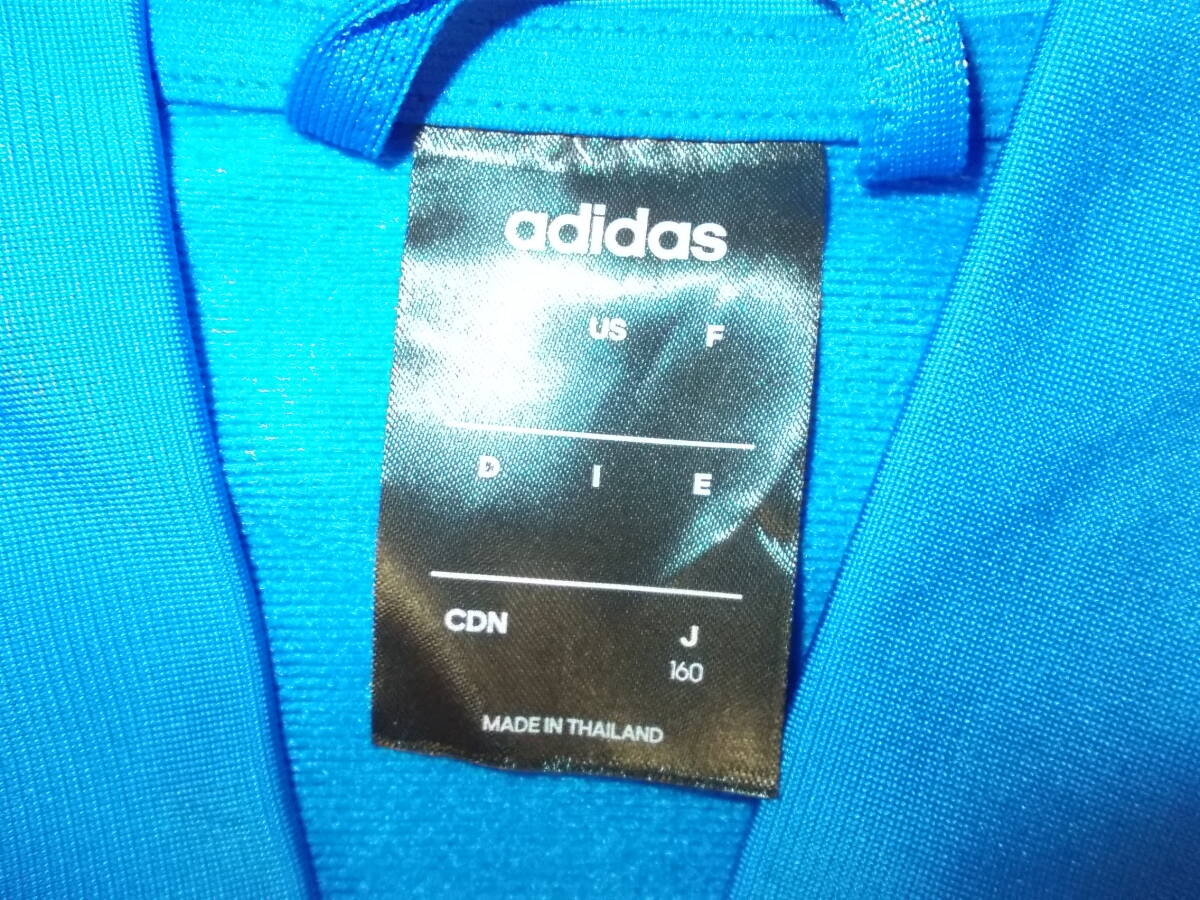 adidas
US F
D I E
CDN J
160
MADE IN THAILAND